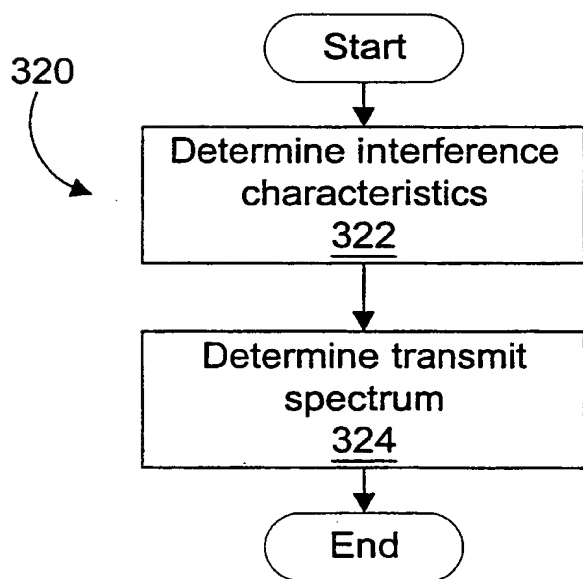 Start
320
Determine interference
characteristics
322
Determine transmit
spectrum
324
End